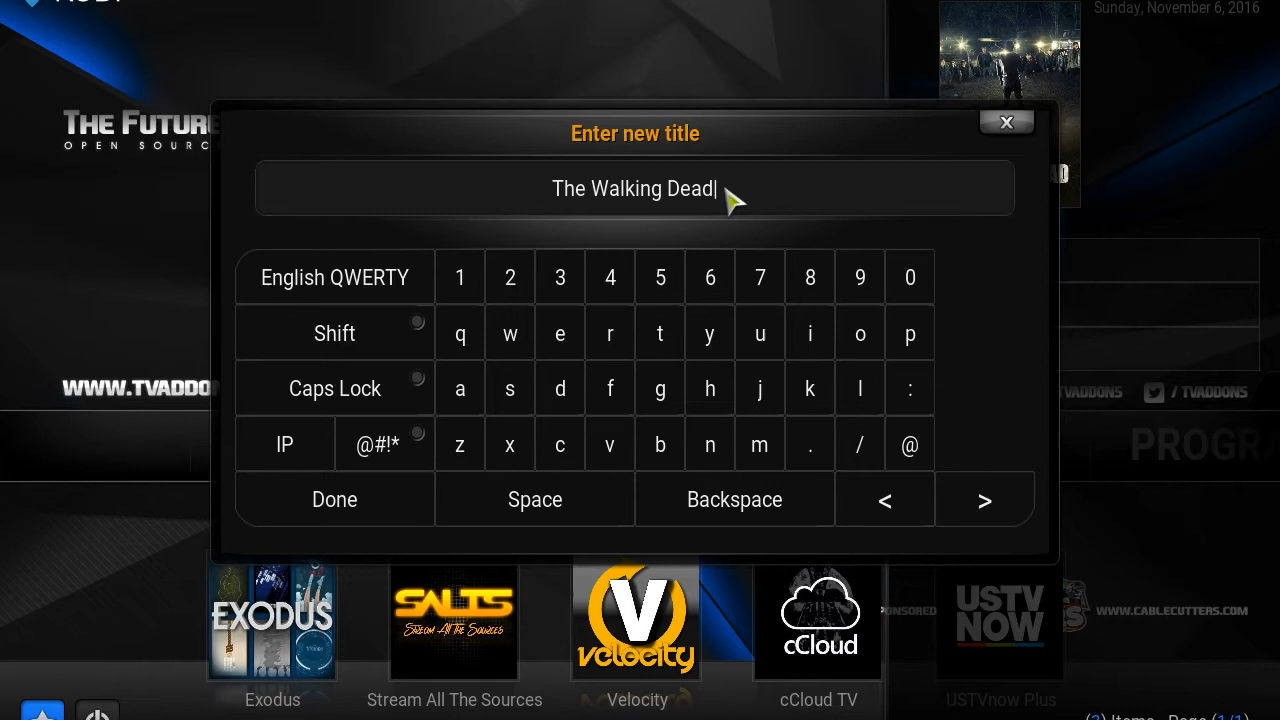 Sunday, November 6, 2016
THE FUTURE
OPEN SOURC
Enter new title
X
The Walking Dead
English QWERTY 1 2 3 4 5 6 7 8 9 0
Shift q w e r t y u i o p
Caps Lock a s d f g h j k l :
IP @#!* z x c v b n m . / @
Done Space Backspace < >
WWW.TVADDO
TVADDONS / TVADDONS
PROGRA
EXODUS
SALTS
STREAM ALL THE SOURCES
V
velocity
cCloud
PONSORED
USTV
NOW
WWW.CABLECUTTERS.COM
Exodus Stream All The Sources Velocity cCloud TV USTVnow Plus